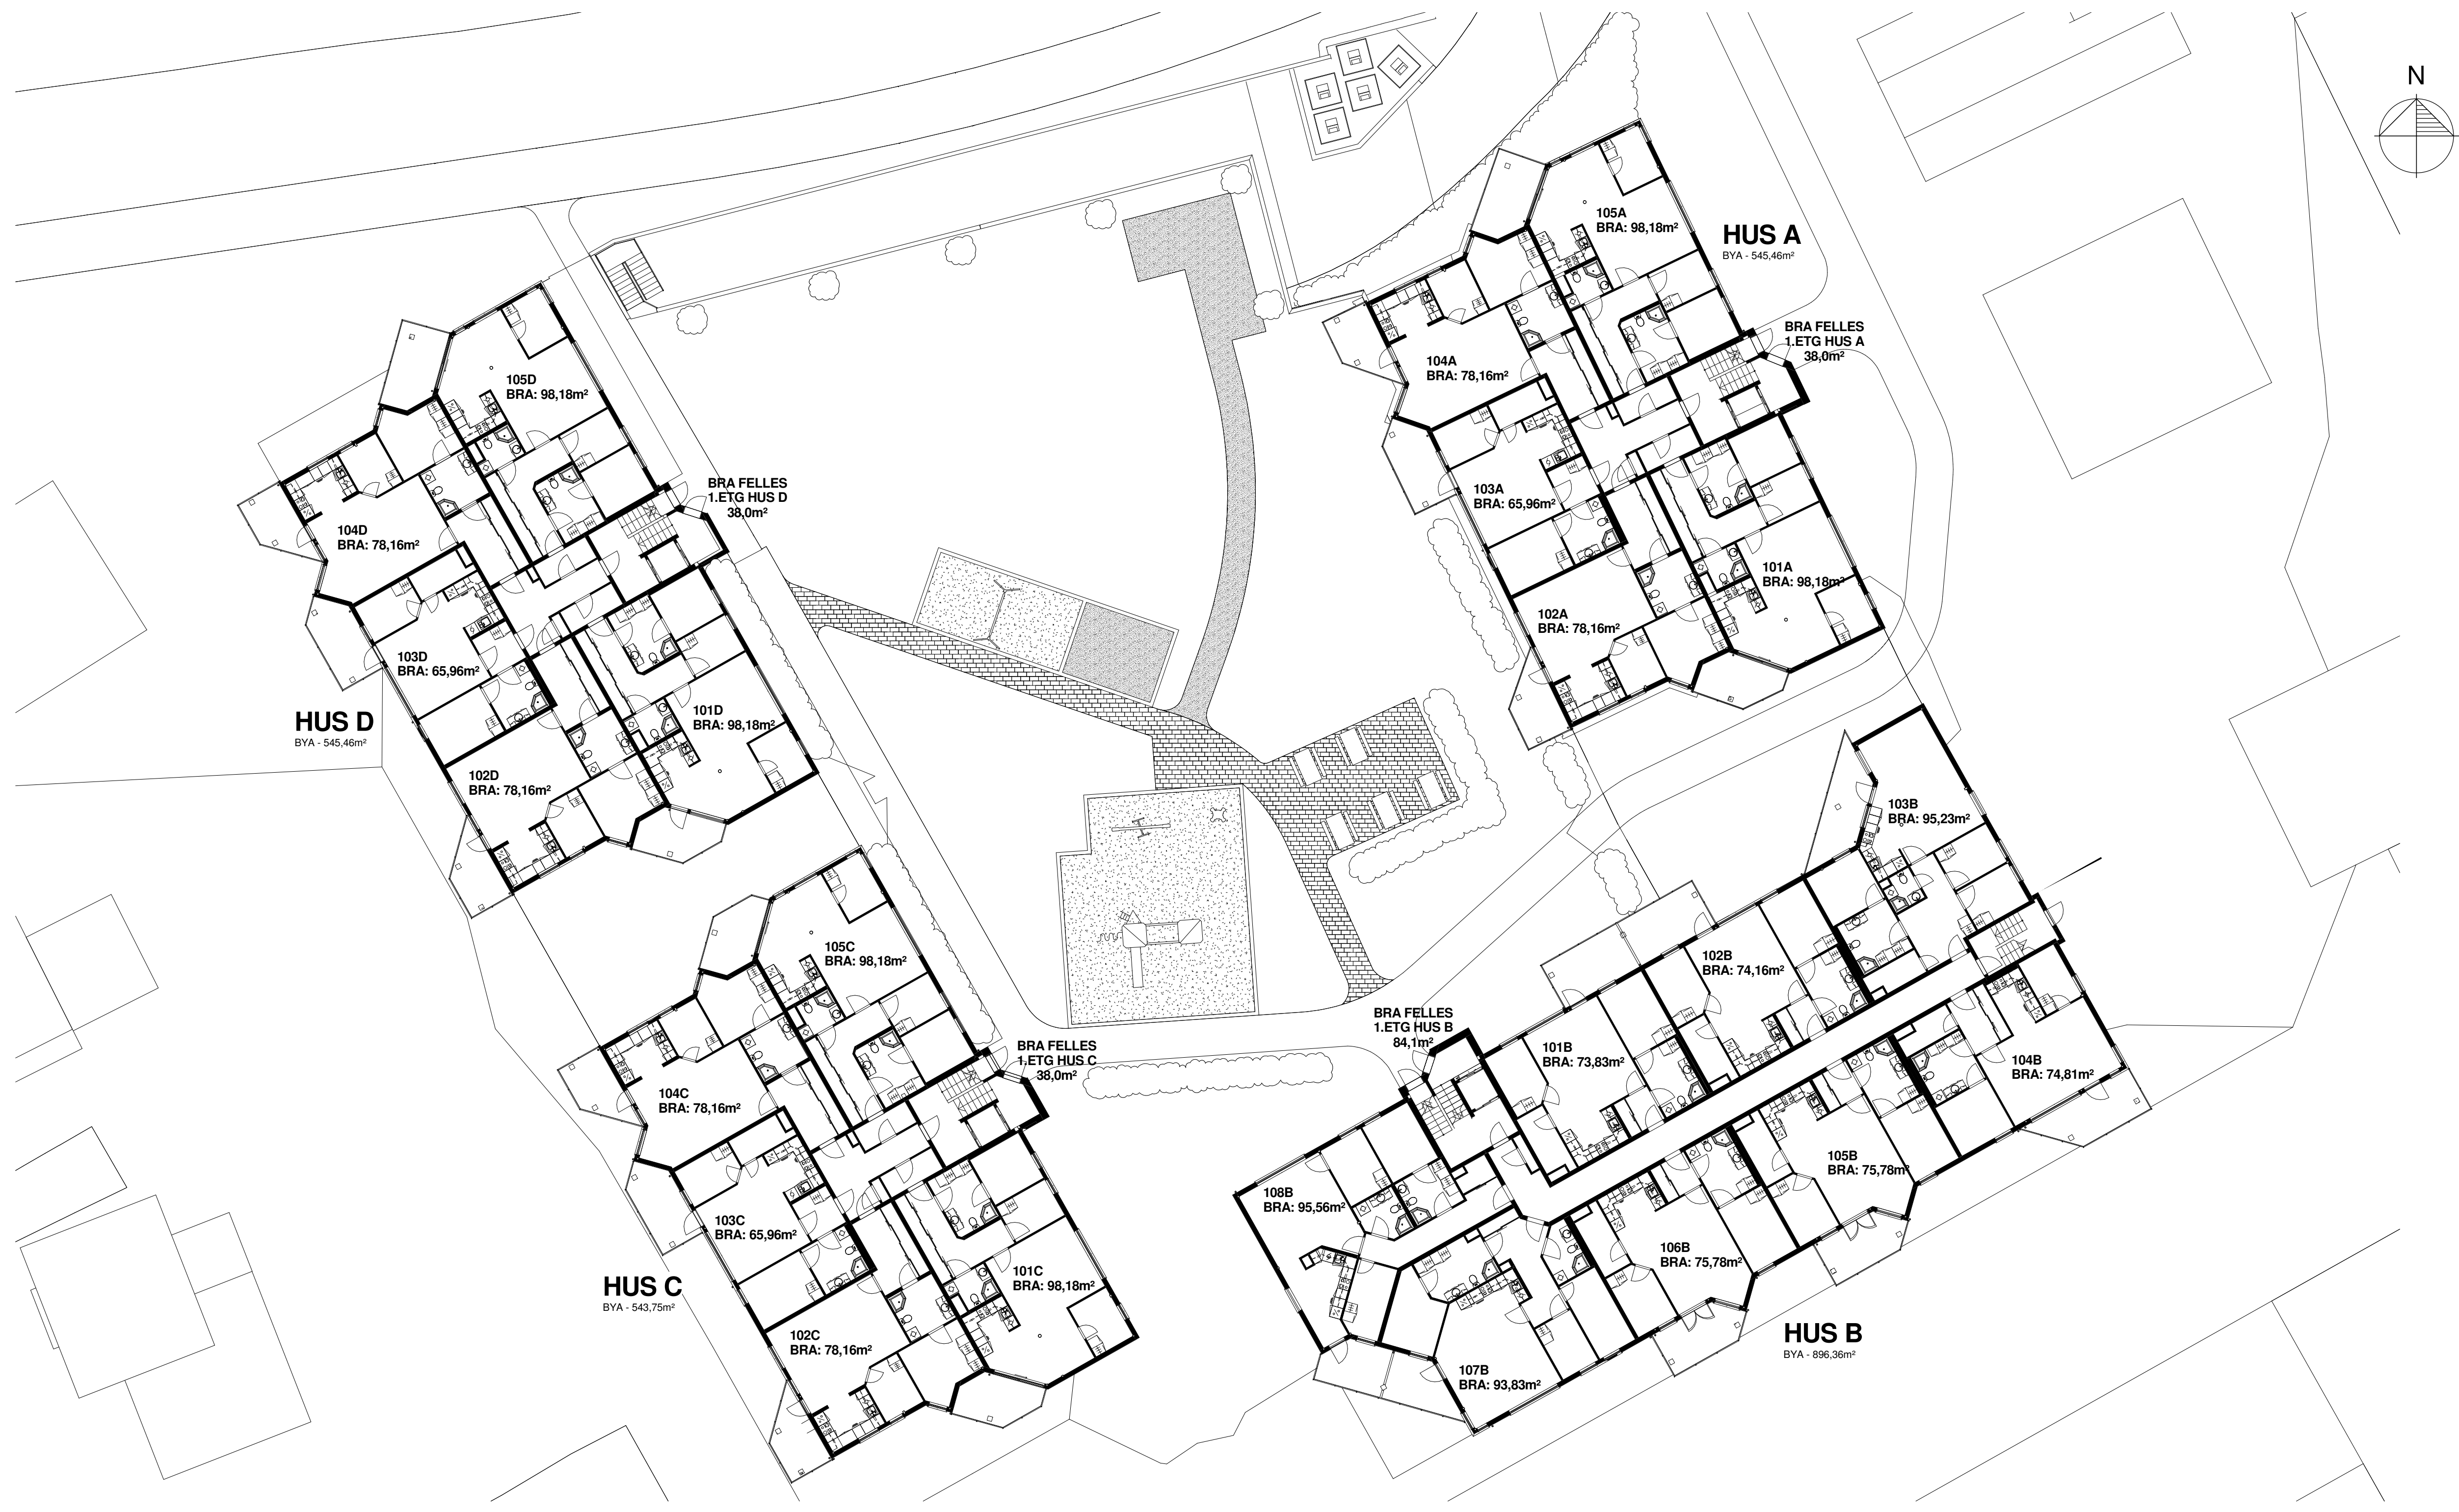 N
105A
BRA: 98,18m²
HUS A
BYA - 545,46m²
BRA FELLES
1.ETG HUS A
38,0m²
104A
BRA: 78,16m²
103A
BRA: 65,96m²
101A
BRA: 98,18m²
102A
BRA: 78,16m²
105D
BRA: 98,18m²
BRA FELLES
1.ETG HUS D
38,0m²
104D
BRA: 78,16m²
103D
BRA: 65,96m²
HUS D
BYA - 545,46m²
101D
BRA: 98,18m²
102D
BRA: 78,16m²
105C
BRA: 98,18m²
BRA FELLES
1.ETG HUS C
38,0m²
104C
BRA: 78,16m²
103C
BRA: 65,96m²
HUS C
BYA - 543,75m²
101C
BRA: 98,18m²
102C
BRA: 78,16m²
103B
BRA: 95,23m²
102B
BRA: 74,16m²
BRA FELLES
1.ETG HUS B
84,1m²
101B
BRA: 73,83m²
104B
BRA: 74,81m²
105B
BRA: 75,78m²
108B
BRA: 95,56m²
106B
BRA: 75,78m²
HUS B
BYA - 896,36m²
107B
BRA: 93,83m²